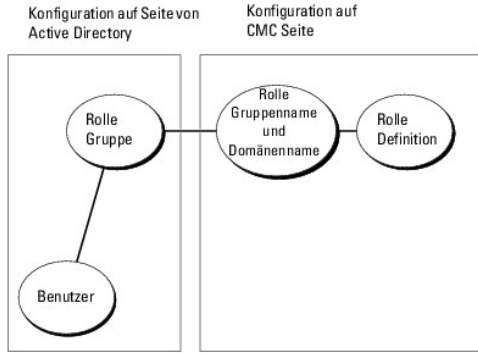 Konfiguration auf Seite von
Active Directory
Konfiguration auf
CMC Seite
Rolle
Gruppe
Rolle
Gruppenname
und
Domänenname
Rolle
Definition
Benutzer